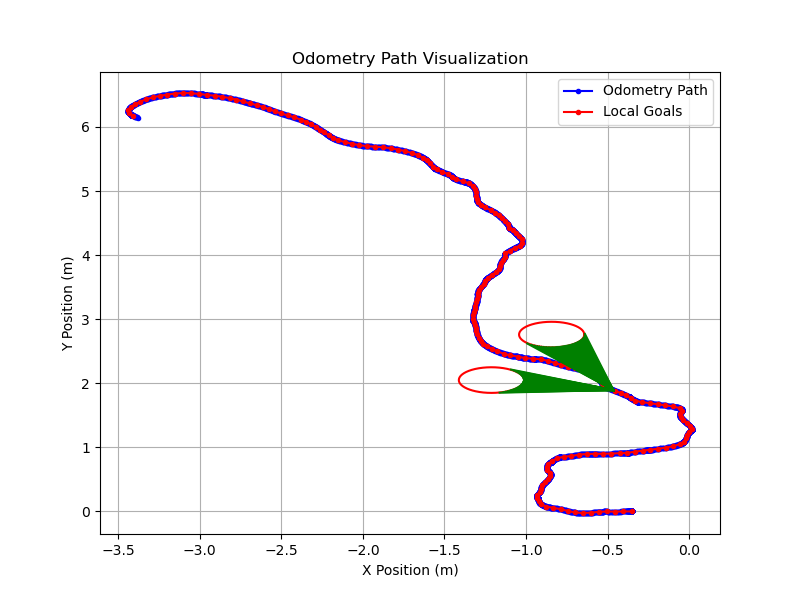 Odometry Path Visualization
Odometry Path
Local Goals
Y Position (m)
6
5
4
3
2
1
0
−3.5 −3.0 −2.5 −2.0 −1.5 −1.0 −0.5 0.0
X Position (m)